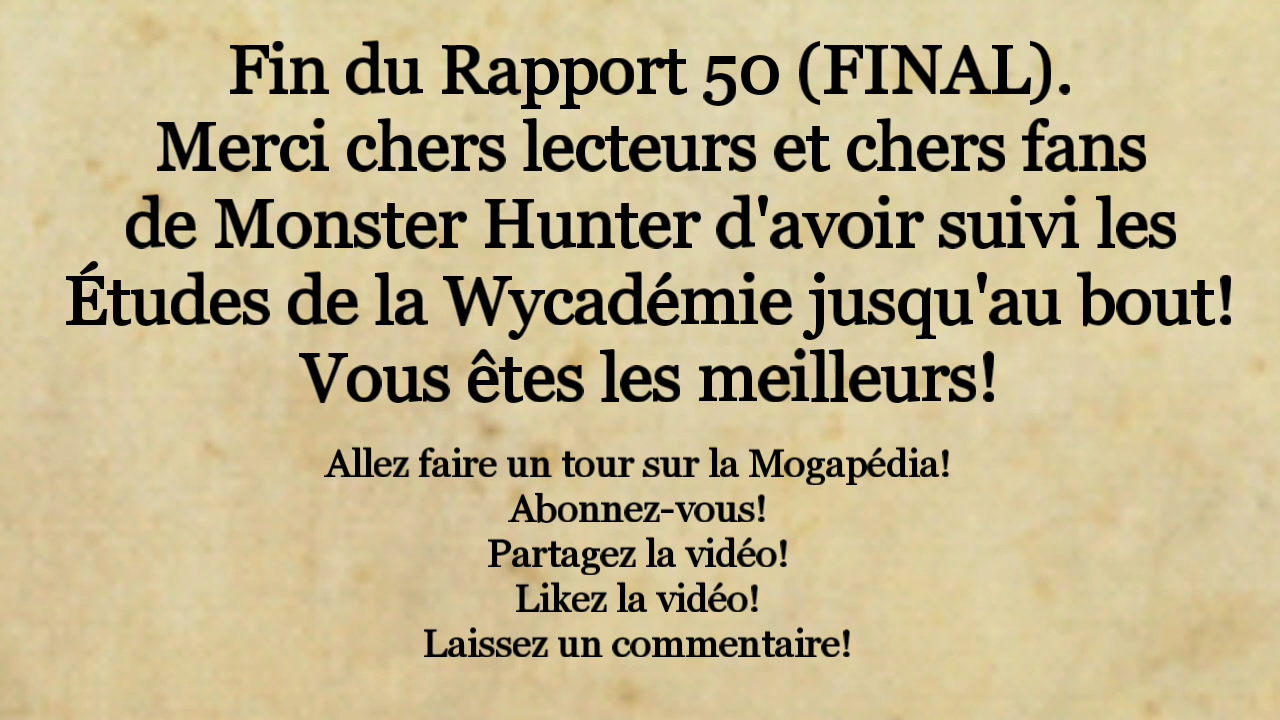 Fin du Rapport 50 (FINAL).
Merci chers lecteurs et chers fans
de Monster Hunter d'avoir suivi les
Études de la Wycadémie jusqu'au bout!
Vous êtes les meilleurs!
Allez faire un tour sur la Mogapédia!
Abonnez-vous!
Partagez la vidéo!
Likez la vidéo!
Laissez un commentaire!